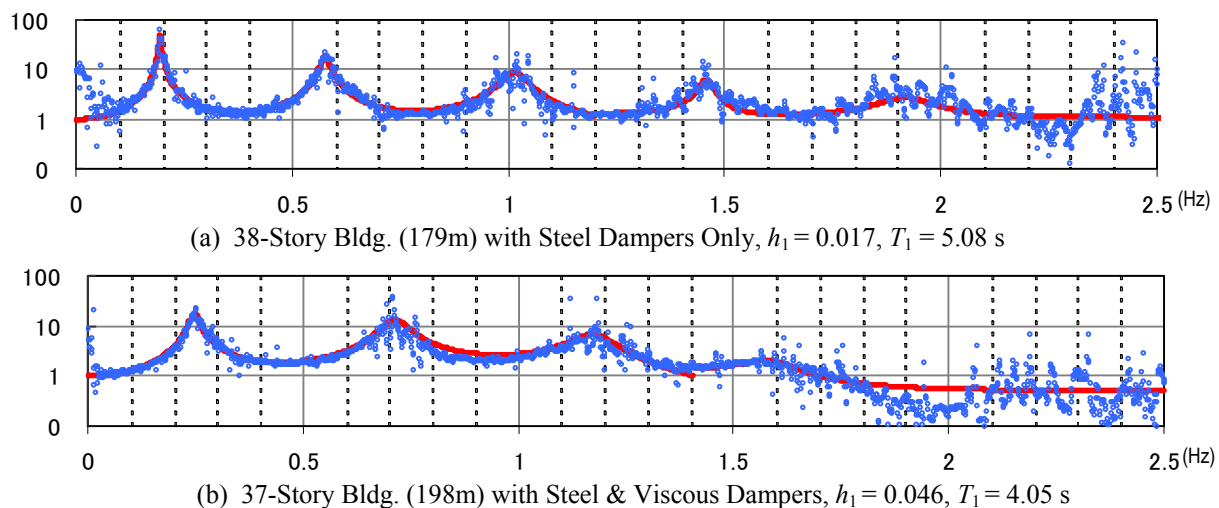 100
10
1
0
0 0.5 1 1.5 2 2.5 (Hz)
(a) 38-Story Bldg. (179m) with Steel Dampers Only, h₁ = 0.017, T₁ = 5.08 s
100
10
1
0
0 0.5 1 1.5 2 2.5 (Hz)
(b) 37-Story Bldg. (198m) with Steel & Viscous Dampers, h₁ = 0.046, T₁ = 4.05 s